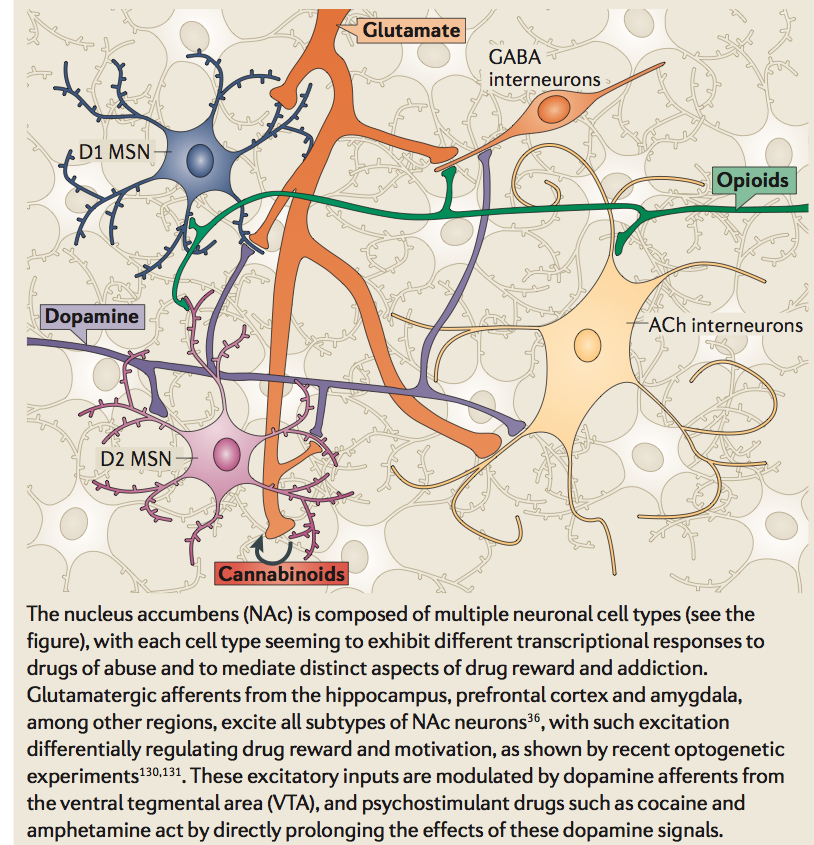 Glutamate
GABA
interneurons
D1 MSN
Opioids
Dopamine
ACh interneurons
D2 MSN
Cannabinoids
The nucleus accumbens (NAc) is composed of multiple neuronal cell types (see the
figure), with each cell type seeming to exhibit different transcriptional responses to
drugs of abuse and to mediate distinct aspects of drug reward and addiction.
Glutamatergic afferents from the hippocampus, prefrontal cortex and amygdala,
among other regions, excite all subtypes of NAc neurons³⁶, with such excitation
differentially regulating drug reward and motivation, as shown by recent optogenetic
experiments¹³⁰,¹³¹. These excitatory inputs are modulated by dopamine afferents from
the ventral tegmental area (VTA), and psychostimulant drugs such as cocaine and
amphetamine act by directly prolonging the effects of these dopamine signals.